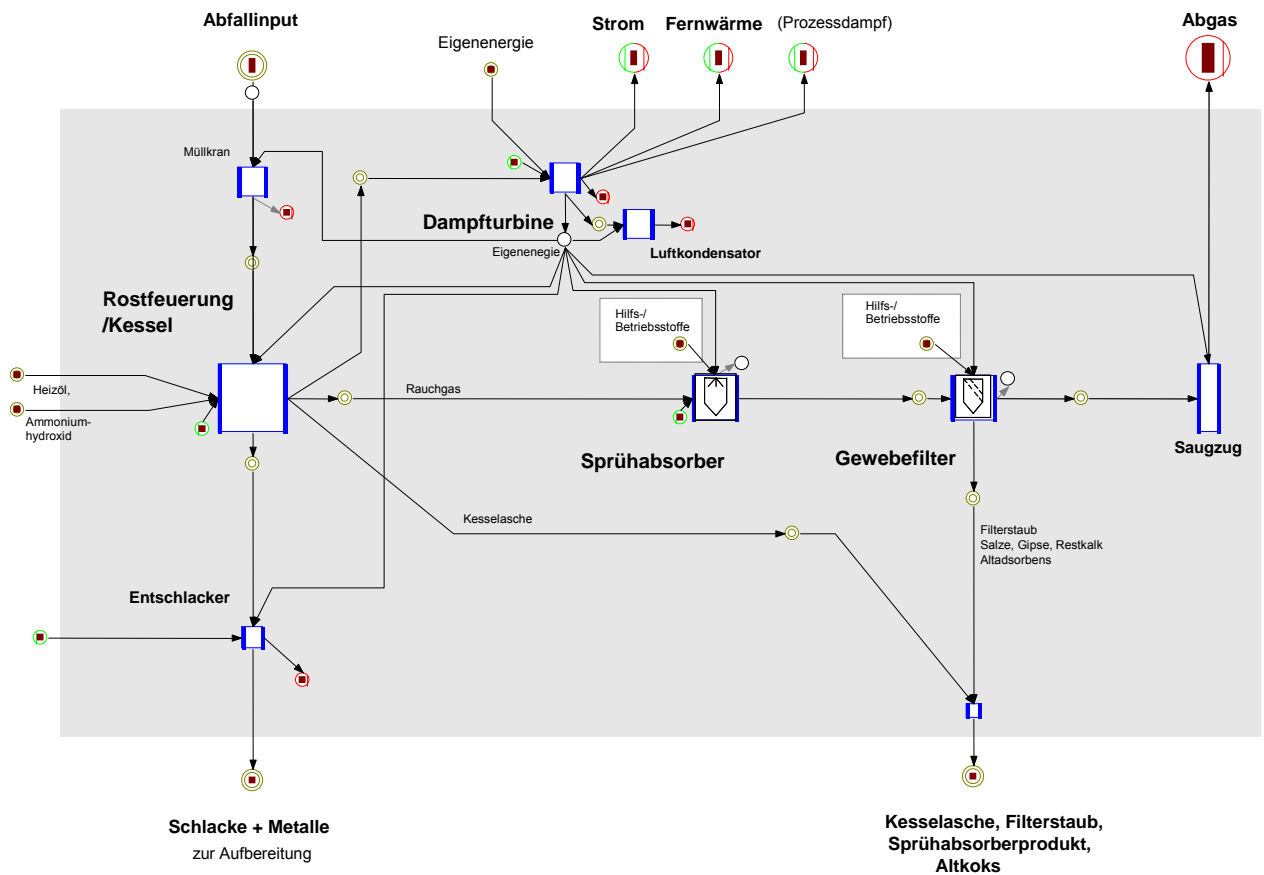 Abfallinput
Eigenenergie
Strom
Fernwärme
(Prozessdampf)
Abgas
Müllkran
Dampfturbine
Eigenenegie
Luftkondensator
Rostfeuerung
/Kessel
Hilfs-/
Betriebsstoffe
Hilfs-/
Betriebsstoffe
Heizöl,
Ammonium-
hydroxid
Rauchgas
Sprühabsorber
Gewebefilter
Saugzug
Kesselasche
Filterstaub
Salze, Gipse, Restkalk
Altadsorbens
Entschlacker
Schlacke + Metalle
zur Aufbereitung
Kesselasche, Filterstaub,
Sprühabsorberprodukt,
Altkoks